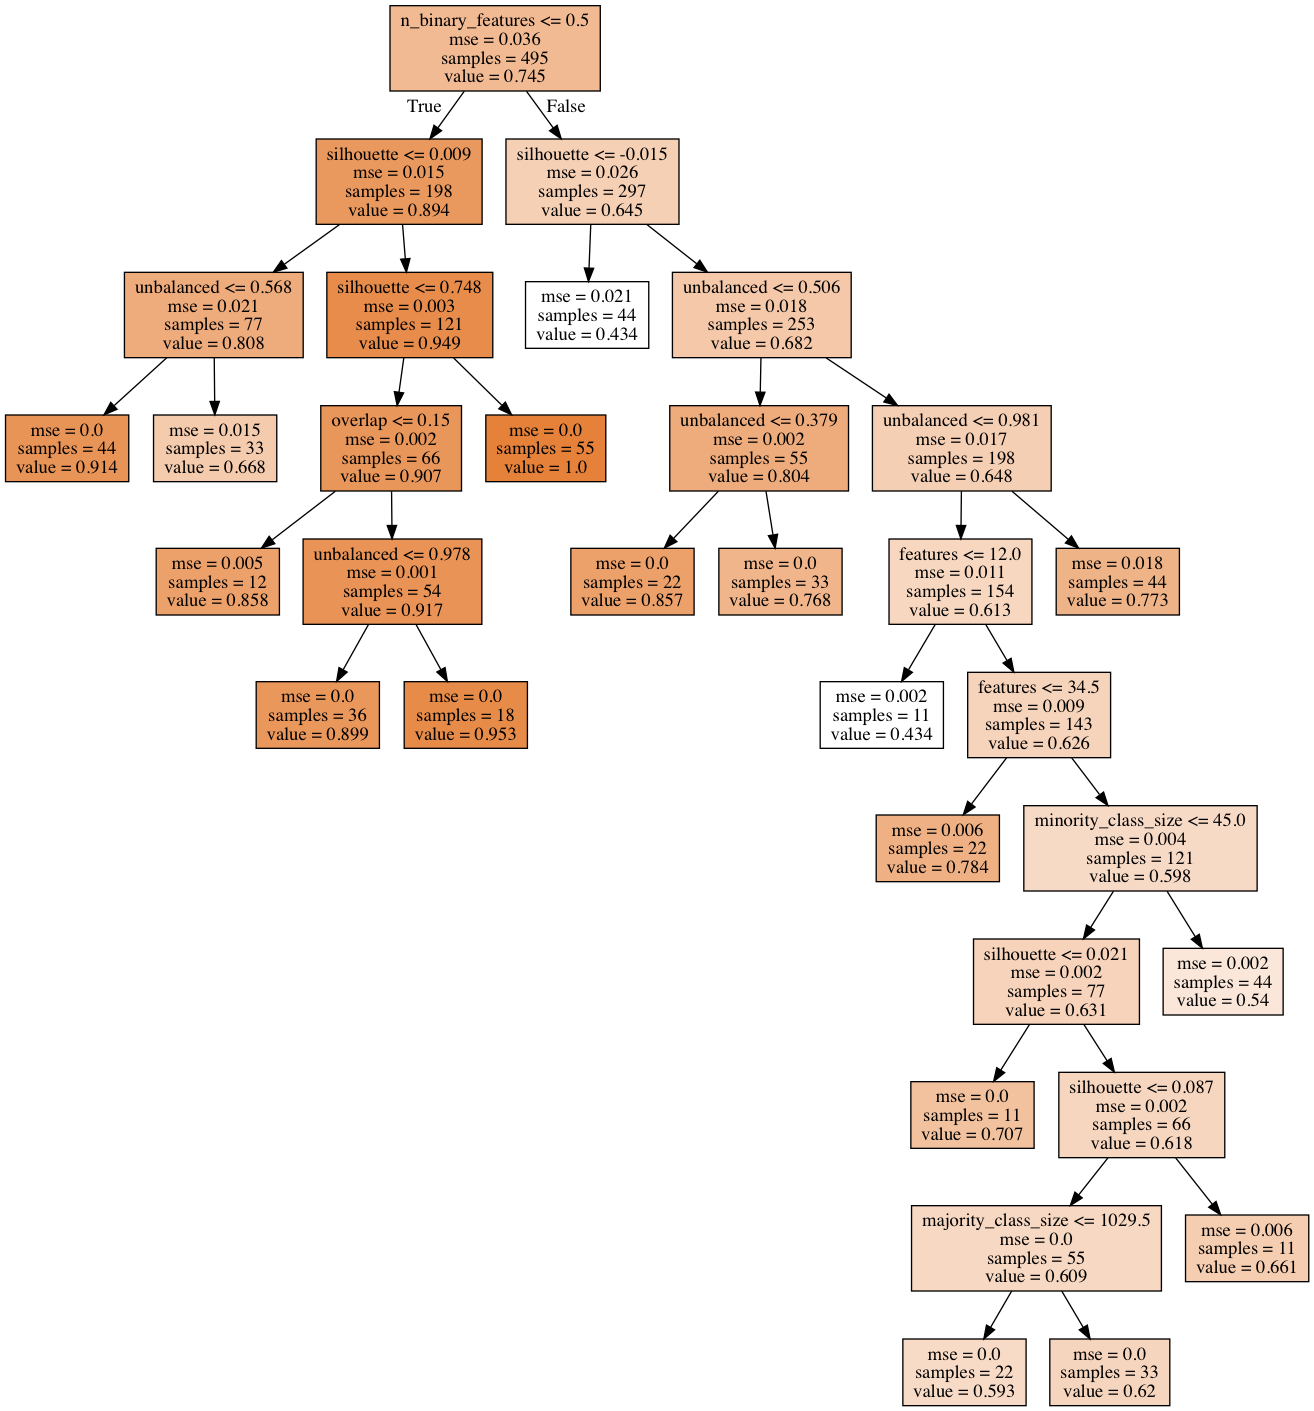 n_binary_features <= 0.5
mse = 0.036
samples = 495
value = 0.745
True
False
silhouette <= 0.009
mse = 0.015
samples = 198
value = 0.894
silhouette <= -0.015
mse = 0.026
samples = 297
value = 0.645
unbalanced <= 0.568
mse = 0.021
samples = 77
value = 0.808
silhouette <= 0.748
mse = 0.003
samples = 121
value = 0.949
mse = 0.021
samples = 44
value = 0.434
unbalanced <= 0.506
mse = 0.018
samples = 253
value = 0.682
mse = 0.0
samples = 44
value = 0.914
mse = 0.015
samples = 33
value = 0.668
overlap <= 0.15
mse = 0.002
samples = 66
value = 0.907
mse = 0.0
samples = 55
value = 1.0
unbalanced <= 0.379
mse = 0.002
samples = 55
value = 0.804
unbalanced <= 0.981
mse = 0.017
samples = 198
value = 0.648
mse = 0.005
samples = 12
value = 0.858
unbalanced <= 0.978
mse = 0.001
samples = 54
value = 0.917
mse = 0.0
samples = 22
value = 0.857
mse = 0.0
samples = 33
value = 0.768
features <= 12.0
mse = 0.011
samples = 154
value = 0.613
mse = 0.018
samples = 44
value = 0.773
mse = 0.0
samples = 36
value = 0.899
mse = 0.0
samples = 18
value = 0.953
mse = 0.002
samples = 11
value = 0.434
features <= 34.5
mse = 0.009
samples = 143
value = 0.626
mse = 0.006
samples = 22
value = 0.784
minority_class_size <= 45.0
mse = 0.004
samples = 121
value = 0.598
silhouette <= 0.021
mse = 0.002
samples = 77
value = 0.631
mse = 0.002
samples = 44
value = 0.54
mse = 0.0
samples = 11
value = 0.707
silhouette <= 0.087
mse = 0.002
samples = 66
value = 0.618
majority_class_size <= 1029.5
mse = 0.0
samples = 55
value = 0.609
mse = 0.006
samples = 11
value = 0.661
mse = 0.0
samples = 22
value = 0.593
mse = 0.0
samples = 33
value = 0.62